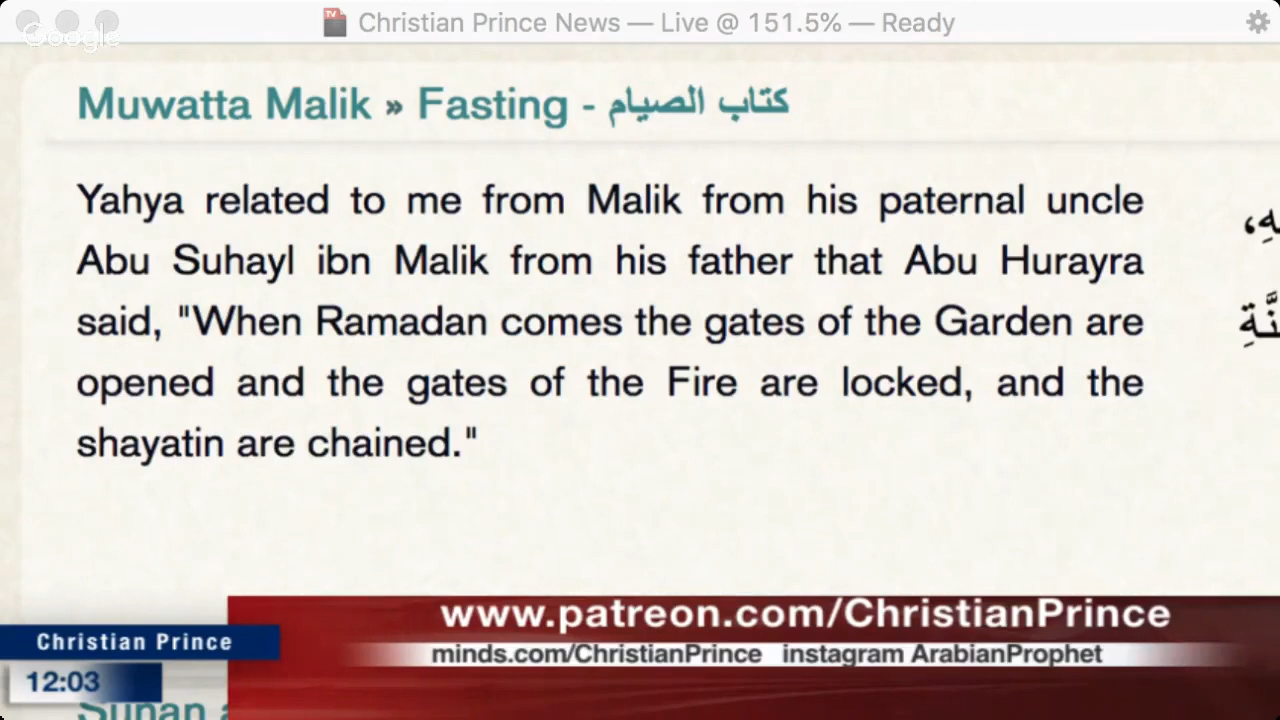 Christian Prince News — Live @ 151.5% — Ready
Google
Muwatta Malik » Fasting - كتاب الصيام
Yahya related to me from Malik from his paternal uncle
Abu Suhayl ibn Malik from his father that Abu Hurayra
said, "When Ramadan comes the gates of the Garden are
opened and the gates of the Fire are locked, and the
shayatin are chained."
www.patreon.com/ChristianPrince
Christian Prince
minds.com/ChristianPrince instagram ArabianProphet
12:03